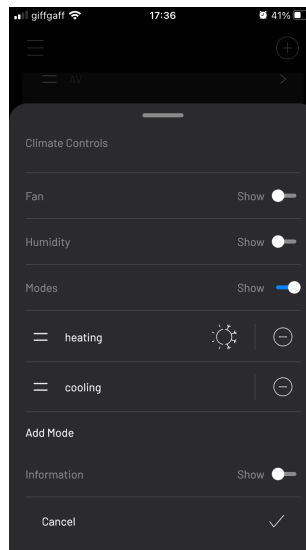 giffgaff 17:36 41%
AV
Climate Controls
Fan Show
Humidity Show
Modes Show
heating
cooling
Add Mode
Information Show
Cancel